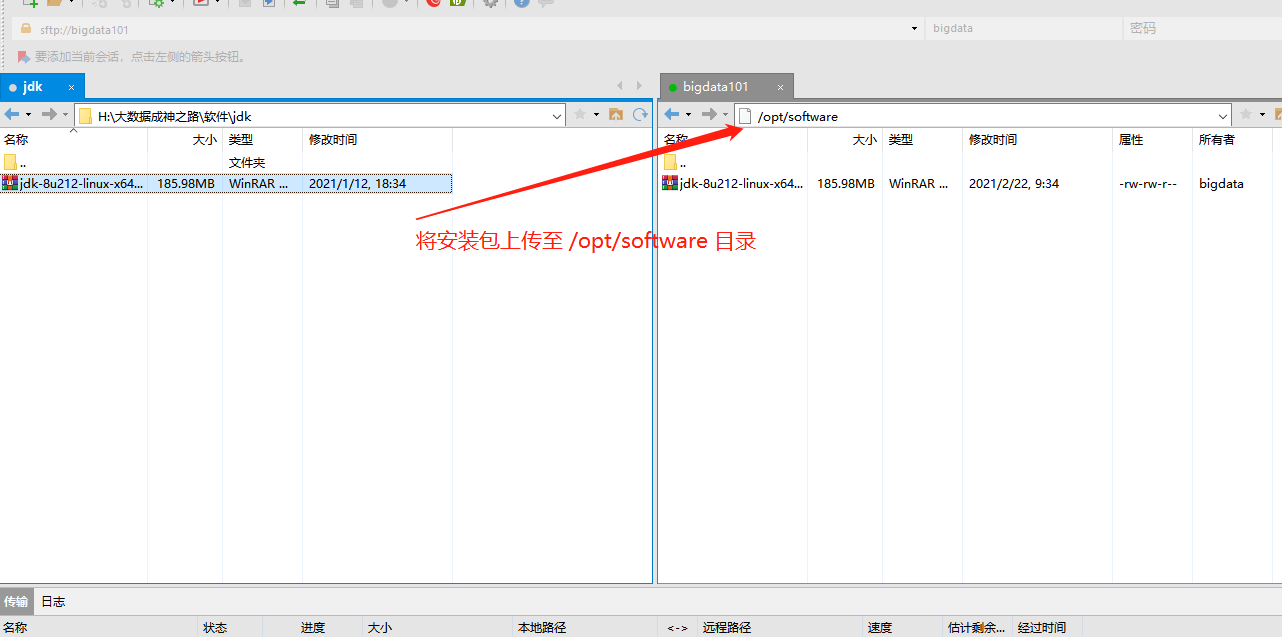 sftp://bigdata101 bigdata 密码
要添加当前会话，点击左侧的箭头按钮。
jdk × bigdata101 ×
H:\大数据成神之路\软件\jdk /opt/software
名称 大小 类型 修改时间 名称 大小 类型 修改时间 属性 所有者
.. 文件夹 ..
jdk-8u212-linux-x64... 185.98MB WinRAR ... 2021/1/12, 18:34 jdk-8u212-linux-x64... 185.98MB WinRAR ... 2021/2/22, 9:34 -rw-rw-r-- bigdata
将安装包上传至 /opt/software 目录
传输 日志
名称 状态 进度 大小 本地路径 <-> 远程路径 速度 估计剩余... 经过时间